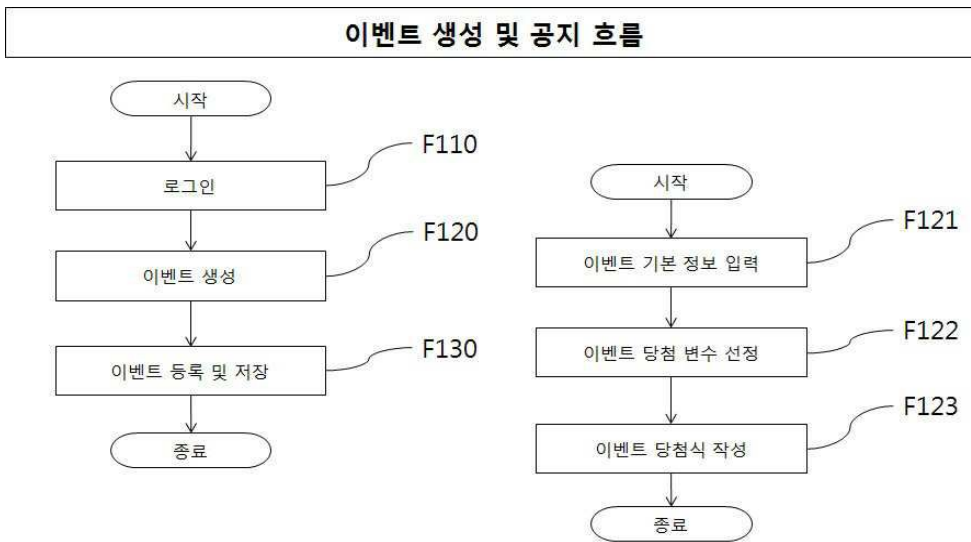 이벤트 생성 및 공지 흐름
시작
F110
로그인
F120
이벤트 생성
F130
이벤트 등록 및 저장
종료
시작
F121
이벤트 기본 정보 입력
F122
이벤트 당첨 변수 선정
F123
이벤트 당첨식 작성
종료